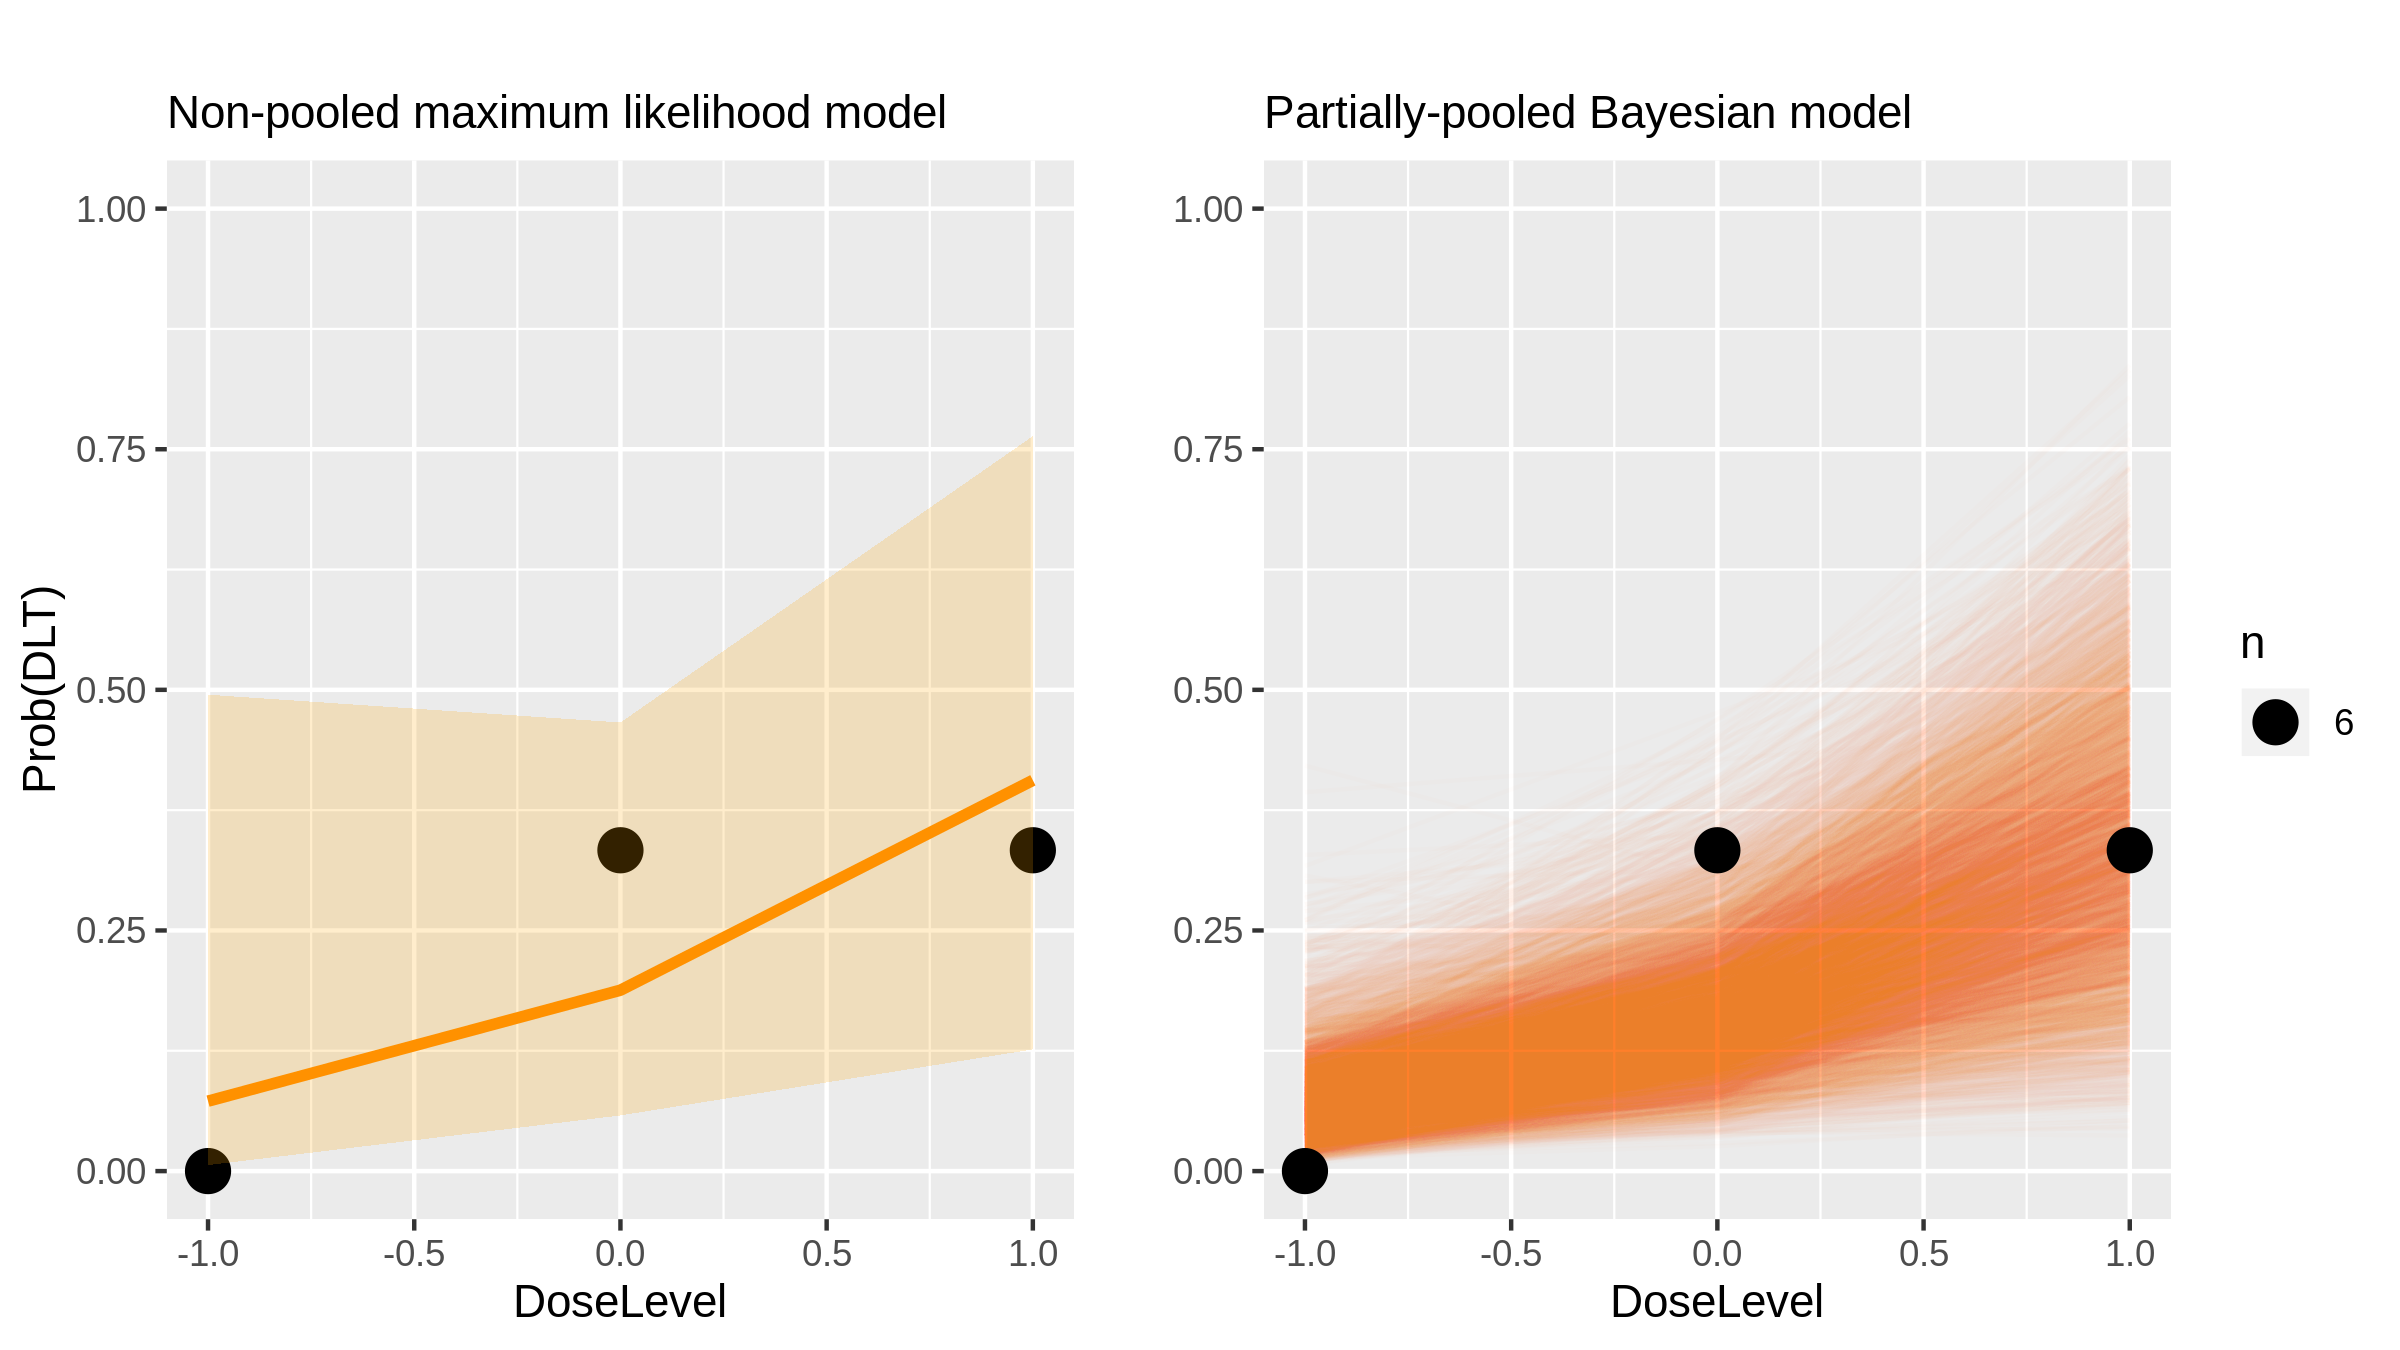 Non-pooled maximum likelihood model
Prob(DLT)
1.00
0.75
0.50
0.25
0.00
-1.0 -0.5 0.0 0.5 1.0
DoseLevel
Partially-pooled Bayesian model
1.00
0.75
0.50
0.25
0.00
-1.0 -0.5 0.0 0.5 1.0
DoseLevel
n
6